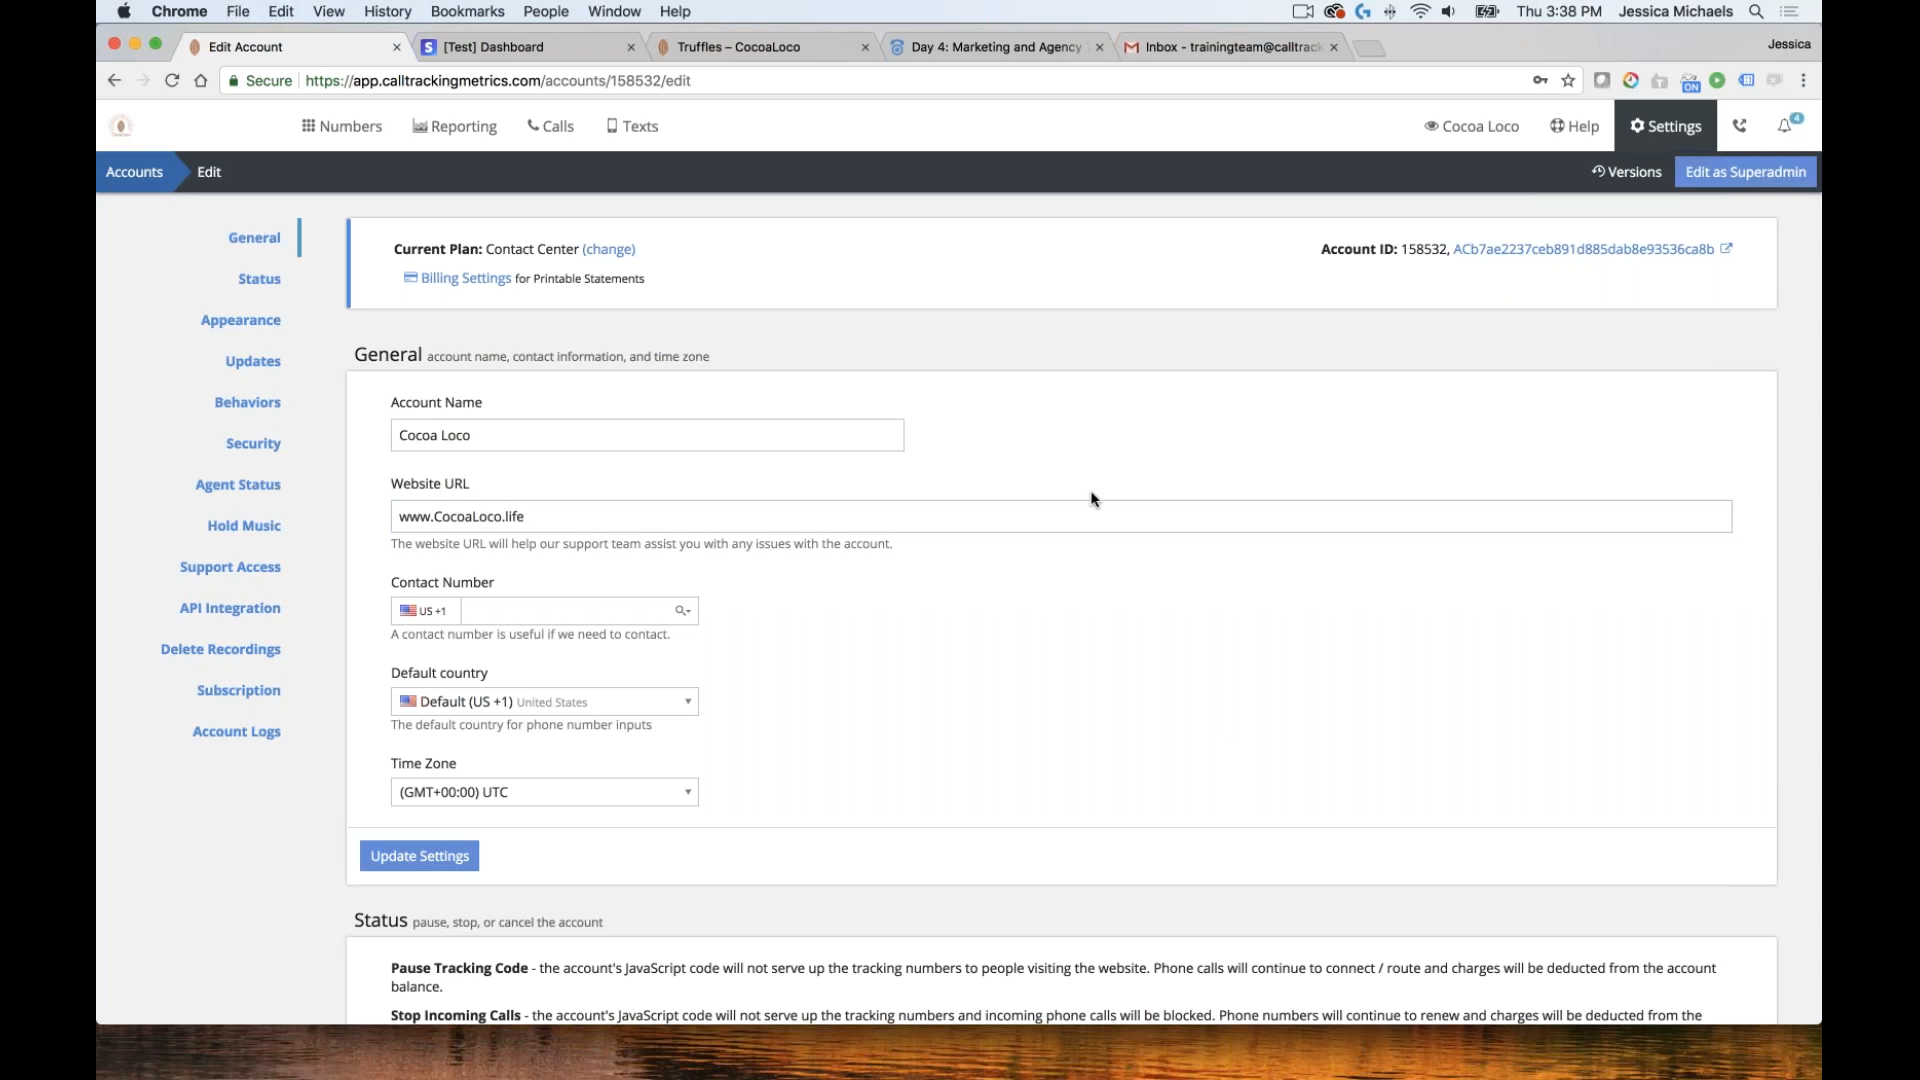 Chrome File Edit View History Bookmarks People Window Help Thu 3:38 PM Jessica Michaels
Edit Account [Test] Dashboard Truffles – CocoaLoco Day 4: Marketing and Agency Inbox - trainingteam@calltrack Jessica
Secure https://app.calltrackingmetrics.com/accounts/158532/edit ON
Numbers Reporting Calls Texts Cocoa Loco Help Settings 4
Accounts Edit Versions Edit as Superadmin
General
Status
Appearance
Updates
Behaviors
Security
Agent Status
Hold Music
Support Access
API Integration
Delete Recordings
Subscription
Account Logs
Current Plan: Contact Center (change) Account ID: 158532, ACb7ae2237ceb891d885dab8e93536ca8b
Billing Settings for Printable Statements
General account name, contact information, and time zone
Account Name
Cocoa Loco
Website URL
www.CocoaLoco.life
The website URL will help our support team assist you with any issues with the account.
Contact Number
US +1
A contact number is useful if we need to contact.
Default country
Default (US +1) United States
The default country for phone number inputs
Time Zone
(GMT+00:00) UTC
Update Settings
Status pause, stop, or cancel the account
Pause Tracking Code - the account's JavaScript code will not serve up the tracking numbers to people visiting the website. Phone calls will continue to connect / route and charges will be deducted from the account
balance.
Stop Incoming Calls - the account's JavaScript code will not serve up the tracking numbers and incoming phone calls will be blocked. Phone numbers will continue to renew and charges will be deducted from the